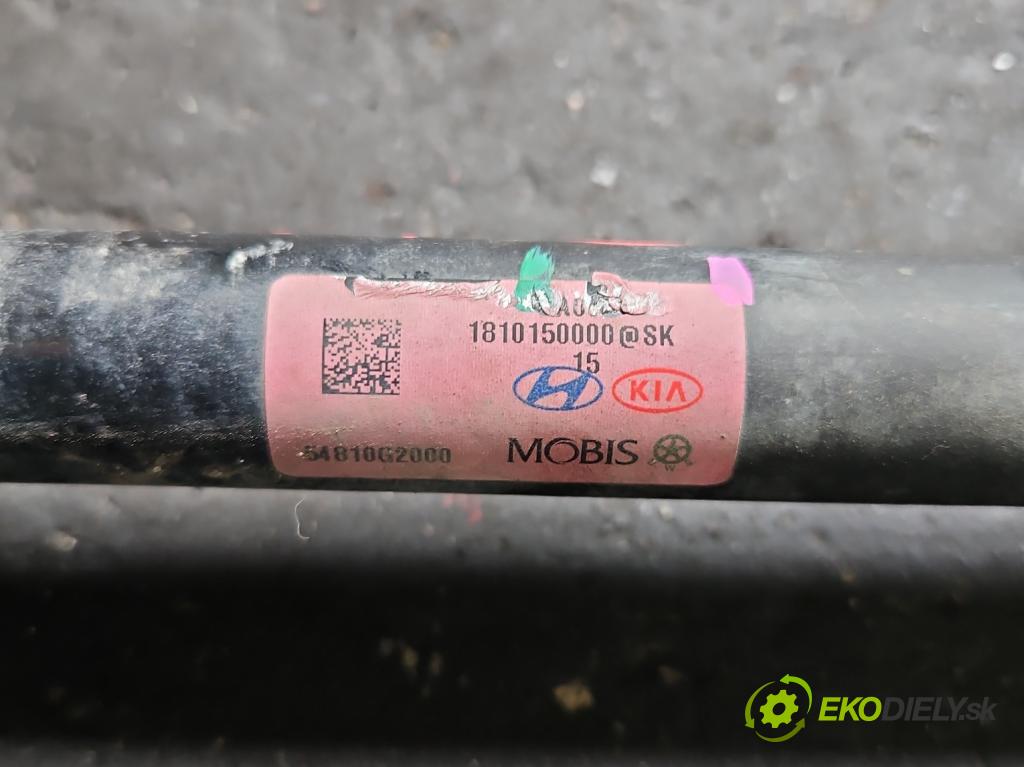 1810150000@SK
15
KIA
54810G2000
MOBIS
EKODIELY.sk